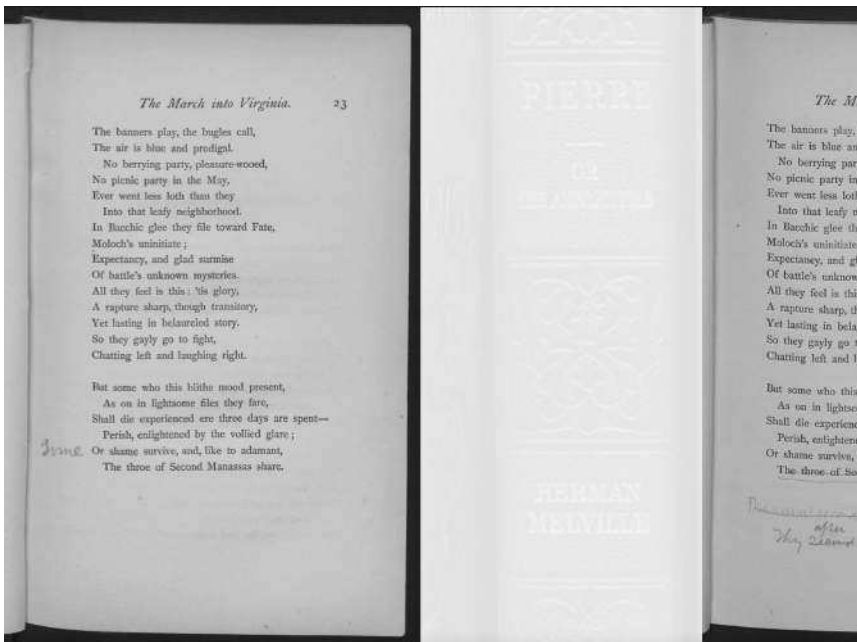 The March into Virginia. 23
The banners play, the bugles call,
The air is blue and prodigal.
No berrying party, pleasure-wooed,
No picnic party in the May,
Ever went less loth than they
Into that leafy neighborhood.
In Bacchic glee they file toward Fate,
Moloch's uninitiate;
Expectancy, and glad surmise
Of battle's unknown mysteries.
All they feel is this: 'tis glory,
A rapture sharp, though transitory,
Yet lasting in belaureled story.
So they gayly go to fight,
Chatting left and laughing right.
But some who this blithe mood present,
As on in lightsome files they fare,
Shall die experienced ere three days are spent—
Perish, enlightened by the vollied glare;
Or shame survive, and, like to adamant,
The throe of Second Manassas share.
PIERRE
OR
HERMAN
MELVILLE
The M
The banners play,
The air is blue an
No berrying par
No picnic party in
Ever went less loth
Into that leafy n
In Bacchic glee th
Moloch's uninitiate
Expectancy, and gl
Of battle's unknow
All they feel is thi
A rapture sharp, th
Yet lasting in bela
So they gayly go t
Chatting left and l
But some who this
As on in lightso
Shall die experienc
Perish, enlighten
Or shame survive,
The throe of Sec
after